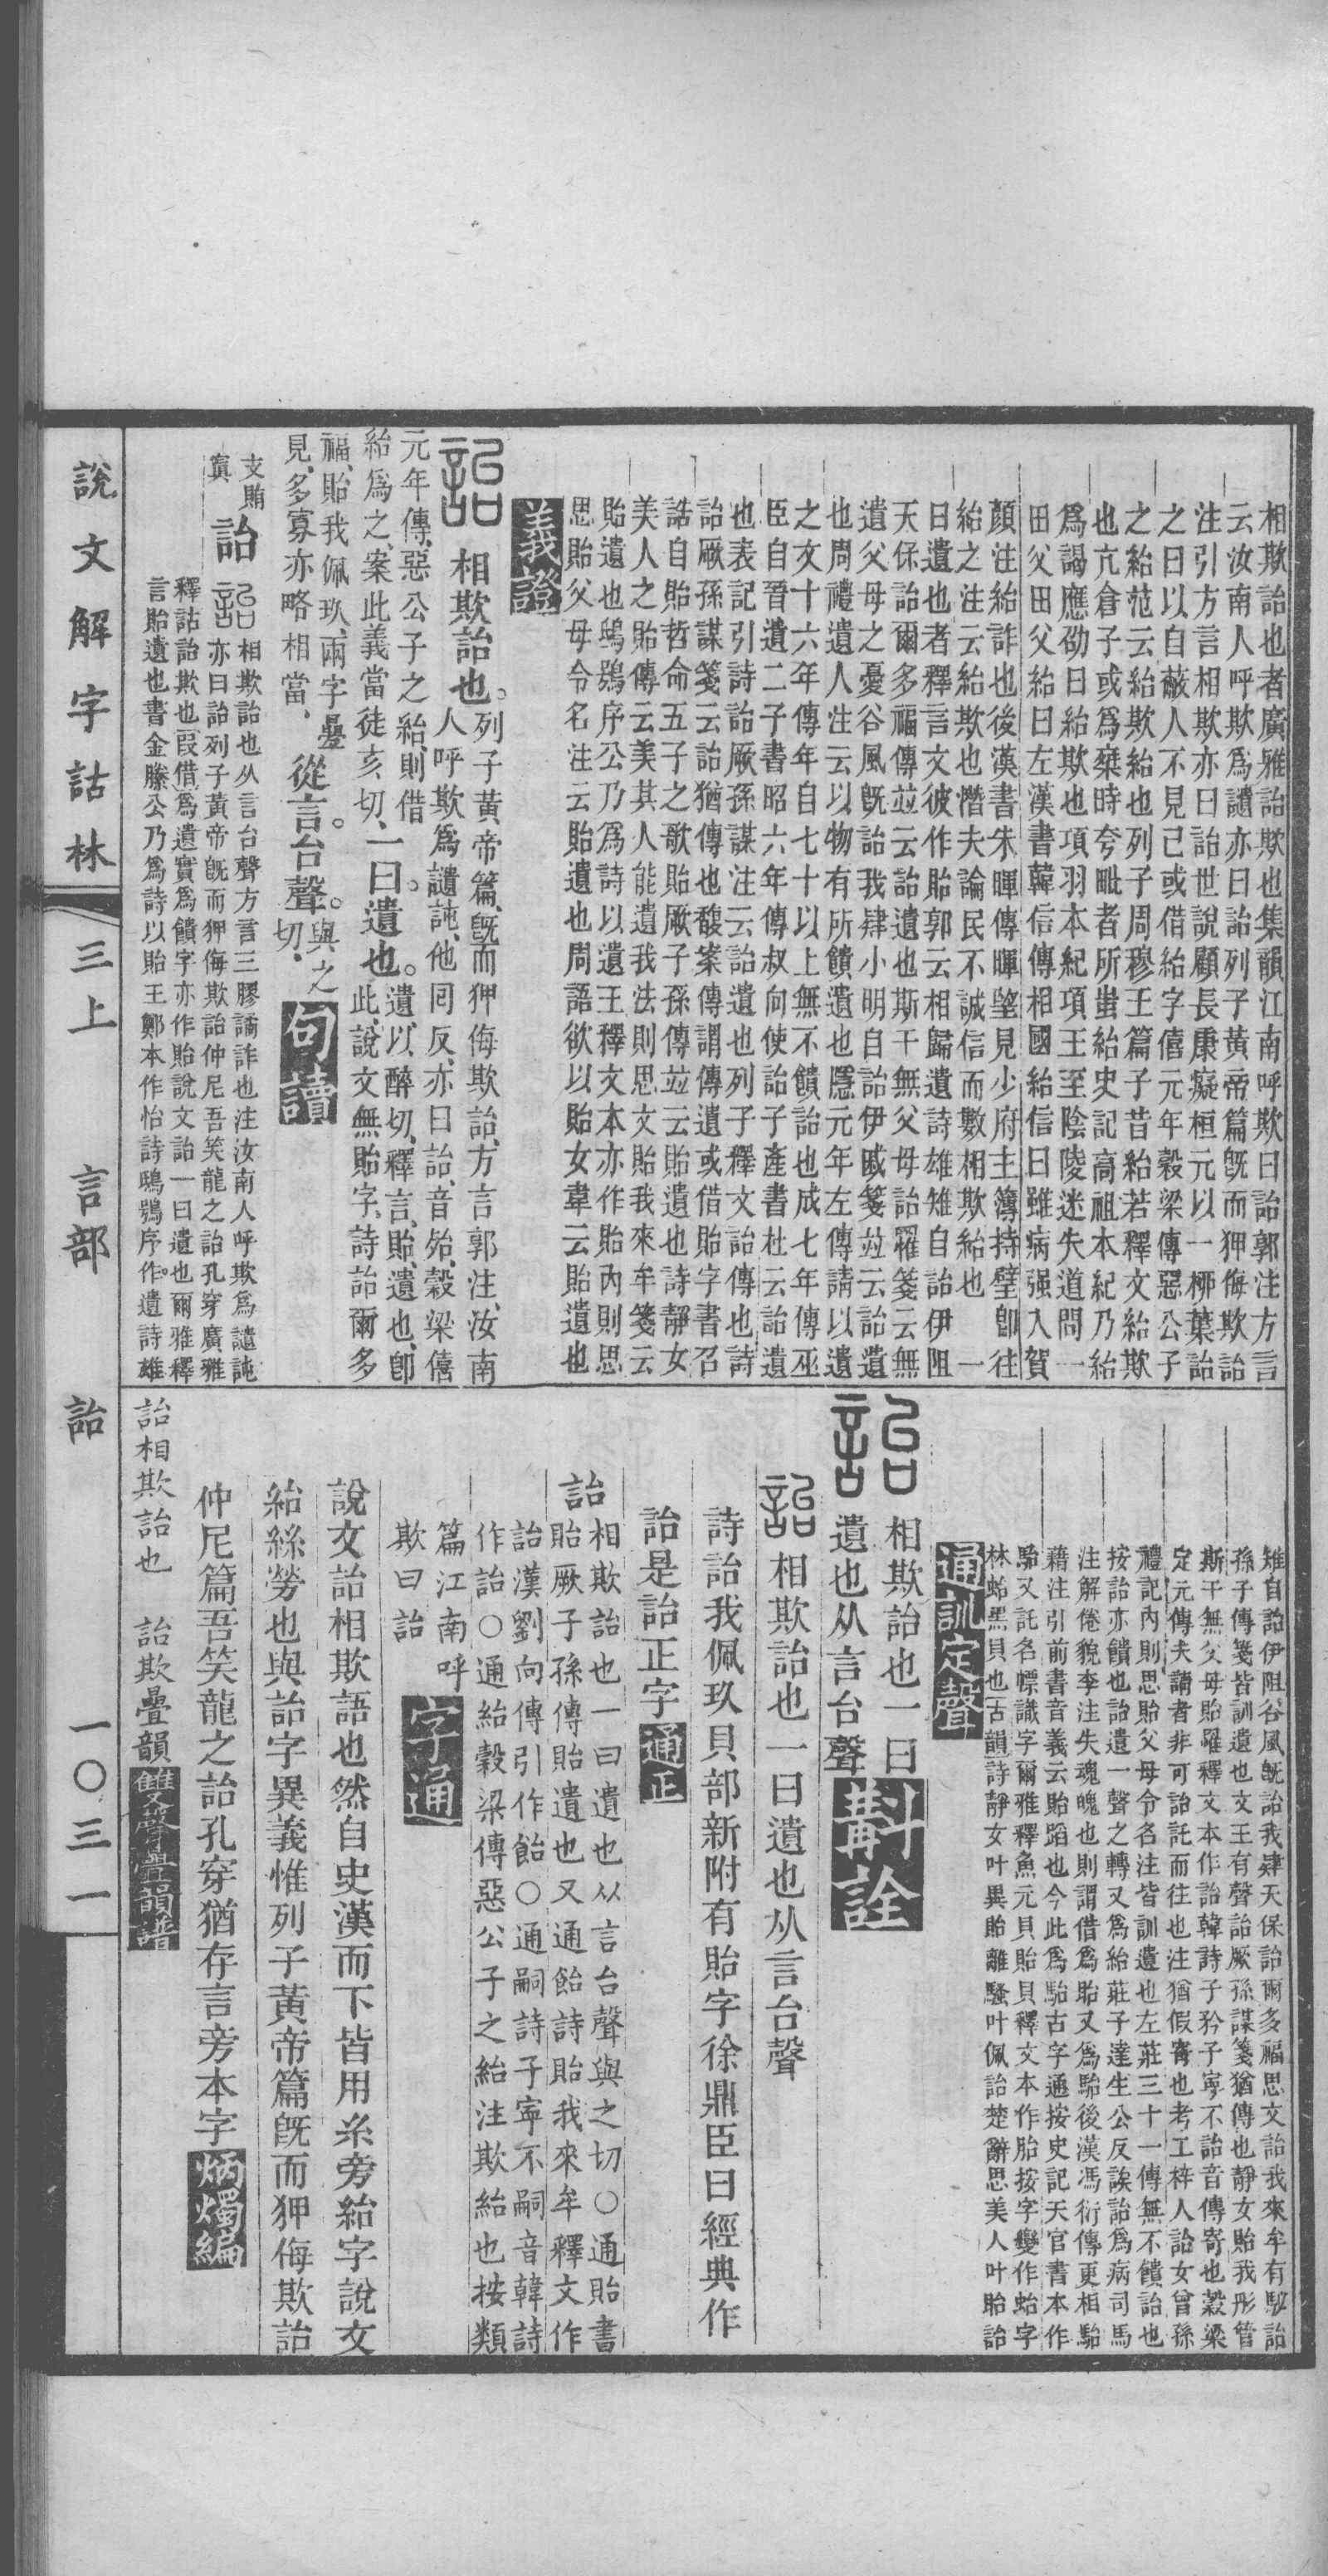 相欺詒也者廣雅詒欺也集韻江南呼欺曰詒郭注方言
云汝南人呼欺爲譴亦曰詒列子黃帝篇旣而狎侮欺詒
注引方言相欺亦曰詒世說顧長康癡桓元以一柳葉詒
之曰以自蔽人不見已或借紿字僖元年穀梁傳惡公子
之紿范云紿欺紿也列子周穆王篇子昔紿若釋文紿欺
也亢倉子或爲椉時夸毗者所蚩紿史記高祖本紀乃紿
爲謁應劭曰紿欺也項羽本紀項王至陰陵迷失道問一
田父田父紿曰左漢書韓信傳相國紿信曰雖病强入賀
顏注紿詐也後漢書朱暉傳暉望見少府主簿持璧卽往
紿之注云紿欺也潛夫論民不誠信而數相欺紿也　一
曰遺也者釋言文彼作貽郭云相歸遺詩雄雉自詒伊阻
天保詒爾多福傳竝云詒遺也斯干無父母詒罹箋云無
遺父母之憂谷風旣詒我肄小明自詒伊戚箋竝云詒遺
也周禮遺人注云以物有所饋遺也隱元年左傳請以遺
之文十六年傳年自七十以上無不饋詒也成七年傳巫
臣自晉遺二子書昭六年傳叔向使詒子產書杜云詒遺
也表記引詩詒厥孫謀注云詒遺也列子釋文詒傳也詩
詒厥孫謀箋云詒猶傳也馥案傳謂傳遺或借貽字書召
誥自貽哲命五子之歌貽厥子孫傳竝云貽遺也詩靜女
美人之貽傳云美其人能遺我法則思文貽我來牟箋云
貽遺也鴟鴞序公乃爲詩以遺王釋文本亦作貽內則思
思貽父母令名注云貽遺也周語欲以貽女韋云貽遺也
義證
詒　相欺詒也。列子黃帝篇、旣而狎侮欺詒、方言郭注、汝南
人呼欺爲譴訑、他回反、亦曰詒、音殆、穀梁僖
元年傳、惡公子之紿、則借
紿爲之、案此義當徒亥切、一曰。遺也。遺以醉切、釋言、貽、遺也、卽
此、說文無貽字、詩詒爾多
福、貽我佩玖、兩字疊
見、多寡亦略相當、從言。台聲。與之
切、句讀
支賄
寘　詒　詒相欺詒也从言台聲方言三膠譎詐也注汝南人呼欺爲譴訑
亦曰詒列子黃帝旣而狎侮欺詒仲尼吾笑龍之詒孔穿廣雅
釋詁詒欺也叚借爲遺實爲饋字亦作貽說文詒一曰遺也爾雅釋
言貽遺也書金縢公乃爲詩以貽王鄭本作怡詩鴟鴞序作遺詩雄
雉自詒伊阻谷風旣詒我肄天保詒爾多福思文詒我來牟有駜詒
孫子傳箋皆訓遺也文王有聲詒厥孫謀箋猶傳也靜女貽我彤管
斯干無父母貽罹釋文本作詒韓詩子矜子寧不詒音傳寄也穀梁
定元傳夫請者非可詒託而往也注猶假寄也考工梓人詒女曾孫
禮記內則思貽父母令名注皆訓遺也左莊三十一傳無不饋詒也
按詒亦饋也詒遺一聲之轉又爲紿莊子達生公反誒詒爲病司馬
注解倦貌李注失魂魄也則謂借爲眙又爲駘後漢馮衍傳更相駘
藉注引前書音義云貽蹈也今此爲駘古字通按史記天官書本作
駘又託名幖識字爾雅釋魚元貝貽貝釋文本作胎按字變作蛤字
林蛤黑貝也古韻詩靜女叶異貽離騷叶佩詒楚辭思美人叶貽詒
通訓定聲
詒　相欺詒也一曰
遺也从言台聲　斠詮
詒　相欺詒也一曰遺也从言台聲
詩詒我佩玖貝部新附有貽字徐鼎臣曰經典作
詒是詒正字通正
詒相欺詒也一曰遺也从言台聲與之切○通貽書
貽厥子孫傳貽遺也又通飴詩貽我來牟釋文作
詒漢劉向傳引作飴○通嗣詩子寧不嗣音韓詩
作詒○通紿穀梁傳惡公子之紿注欺紿也按類
篇江南呼
欺曰詒　字通
說文詒相欺語也然自史漢而下皆用糸旁紿字說文
紿絲勞也與詒字異義惟列子黃帝篇旣而狎侮欺詒
仲尼篇吾笑龍之詒孔穿猶存言旁本字炳燭編
詒相欺詒也　詒欺疊韻雙聲疊韻譜
說文解字詁林　三上　言部　詒　一〇三一